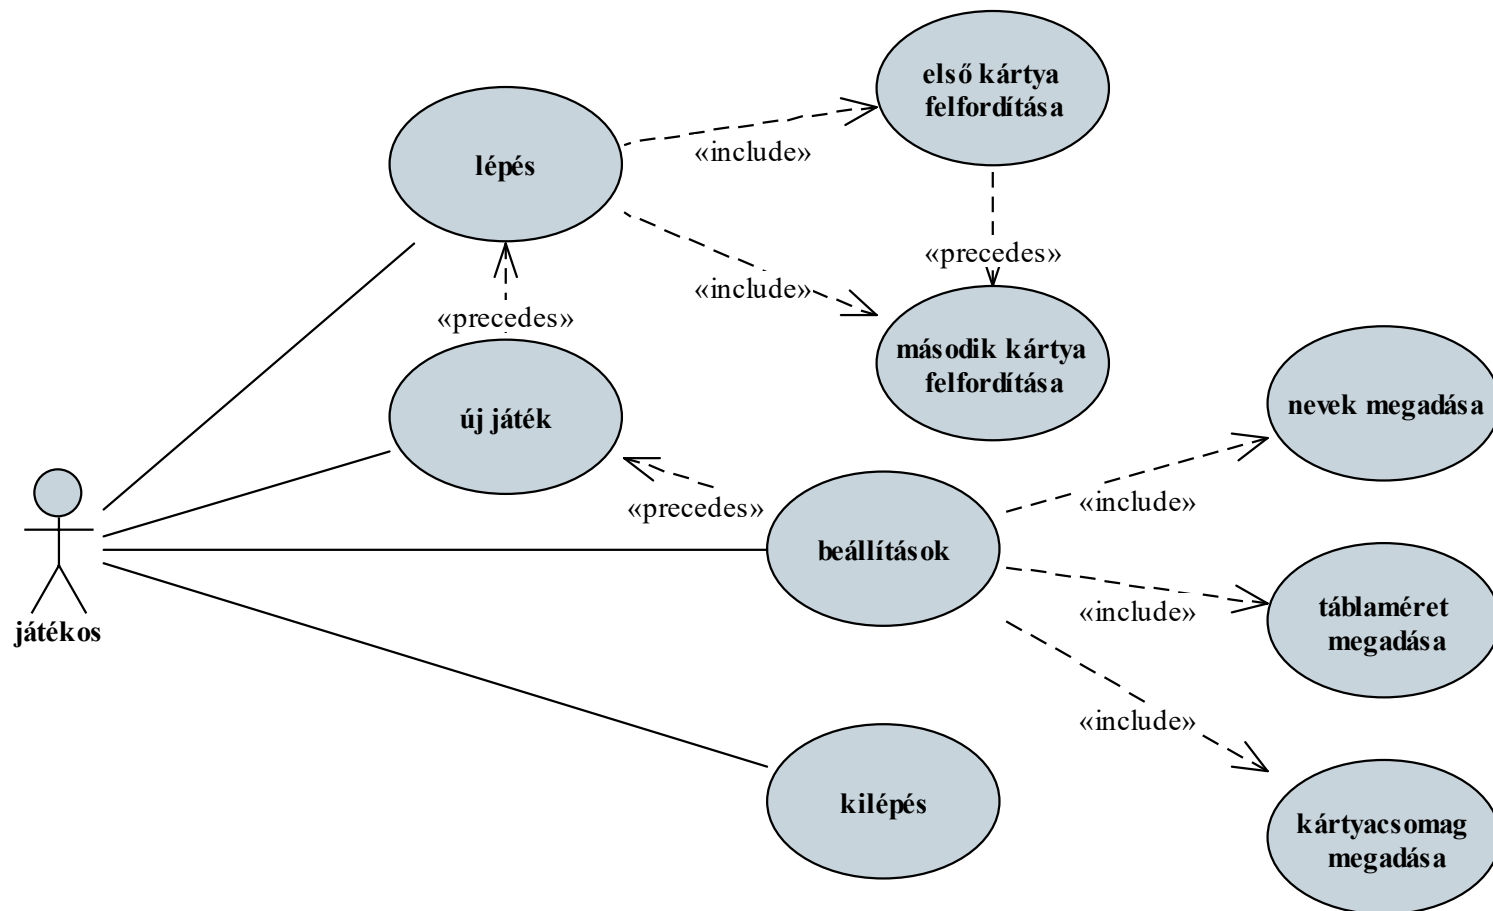 első kártya
felfordítása
lépés
«include»
«precedes»
«include»
«precedes»
második kártya
felfordítása
új játék
nevek megadása
«precedes»
«include»
beállítások
táblaméret
megadása
«include»
játékos
«include»
kilépés
kártyacsomag
megadása